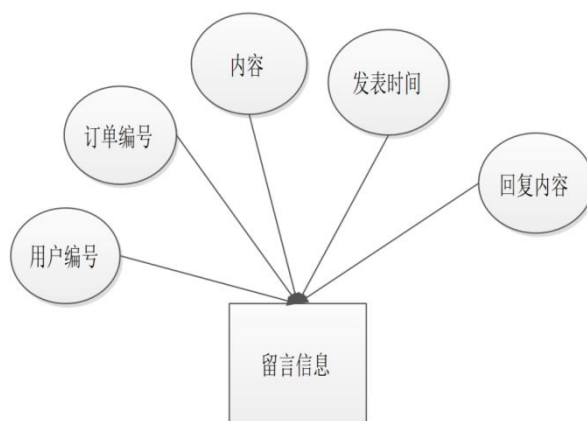 内容
发表时间
订单编号
回复内容
用户编号
留言信息